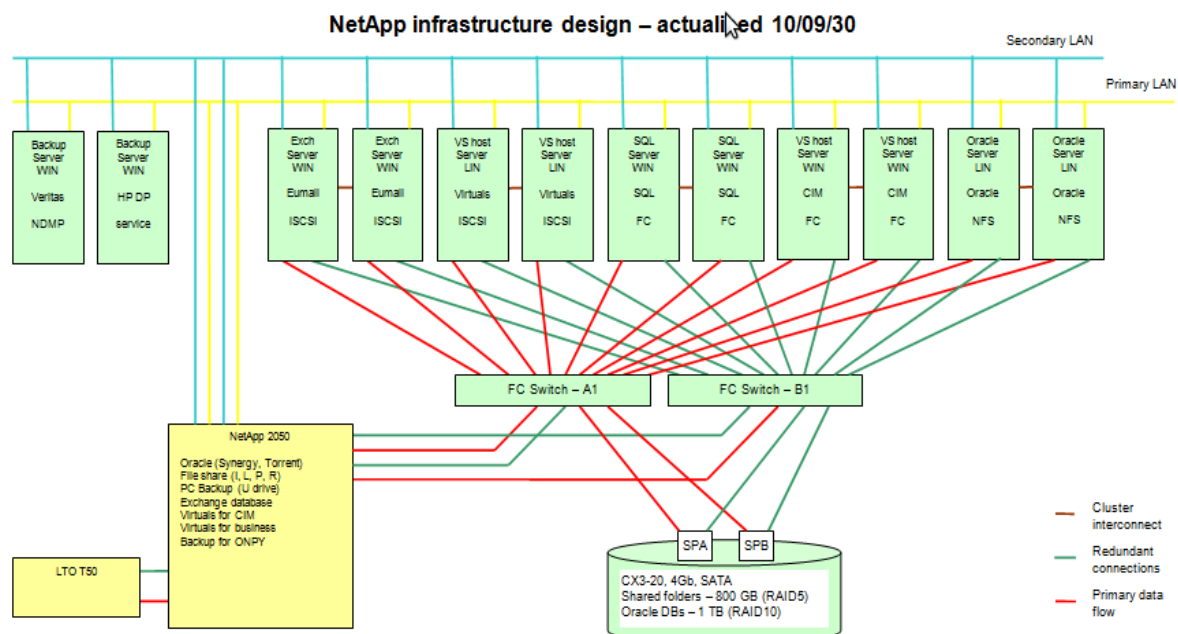 NetApp infrastructure design – actualized 10/09/30
Secondary LAN
Primary LAN
Backup
Server
WIN
Veritas
NDMP
Backup
Server
WIN
HP DP
service
Exch
Server
WIN
Eumail
ISCSI
Exch
Server
WIN
Eumail
ISCSI
VS host
Server
LIN
Virtuals
ISCSI
VS host
Server
LIN
Virtuals
ISCSI
SQL
Server
WIN
SQL
FC
SQL
Server
WIN
SQL
FC
VS host
Server
WIN
CIM
FC
VS host
Server
WIN
CIM
FC
Oracle
Server
LIN
Oracle
NFS
Oracle
Server
LIN
Oracle
NFS
FC Switch – A1
FC Switch – B1
NetApp 2050
Oracle (Synergy, Torrent)
File share (I, L, P, R)
PC Backup (U drive)
Exchange database
Virtuals for CIM
Virtuals for business
Backup for ONPY
LTO T50
SPA
SPB
CX3-20, 4Gb, SATA
Shared folders – 800 GB (RAID5)
Oracle DBs – 1 TB (RAID10)
Cluster
interconnect
Redundant
connections
Primary data
flow